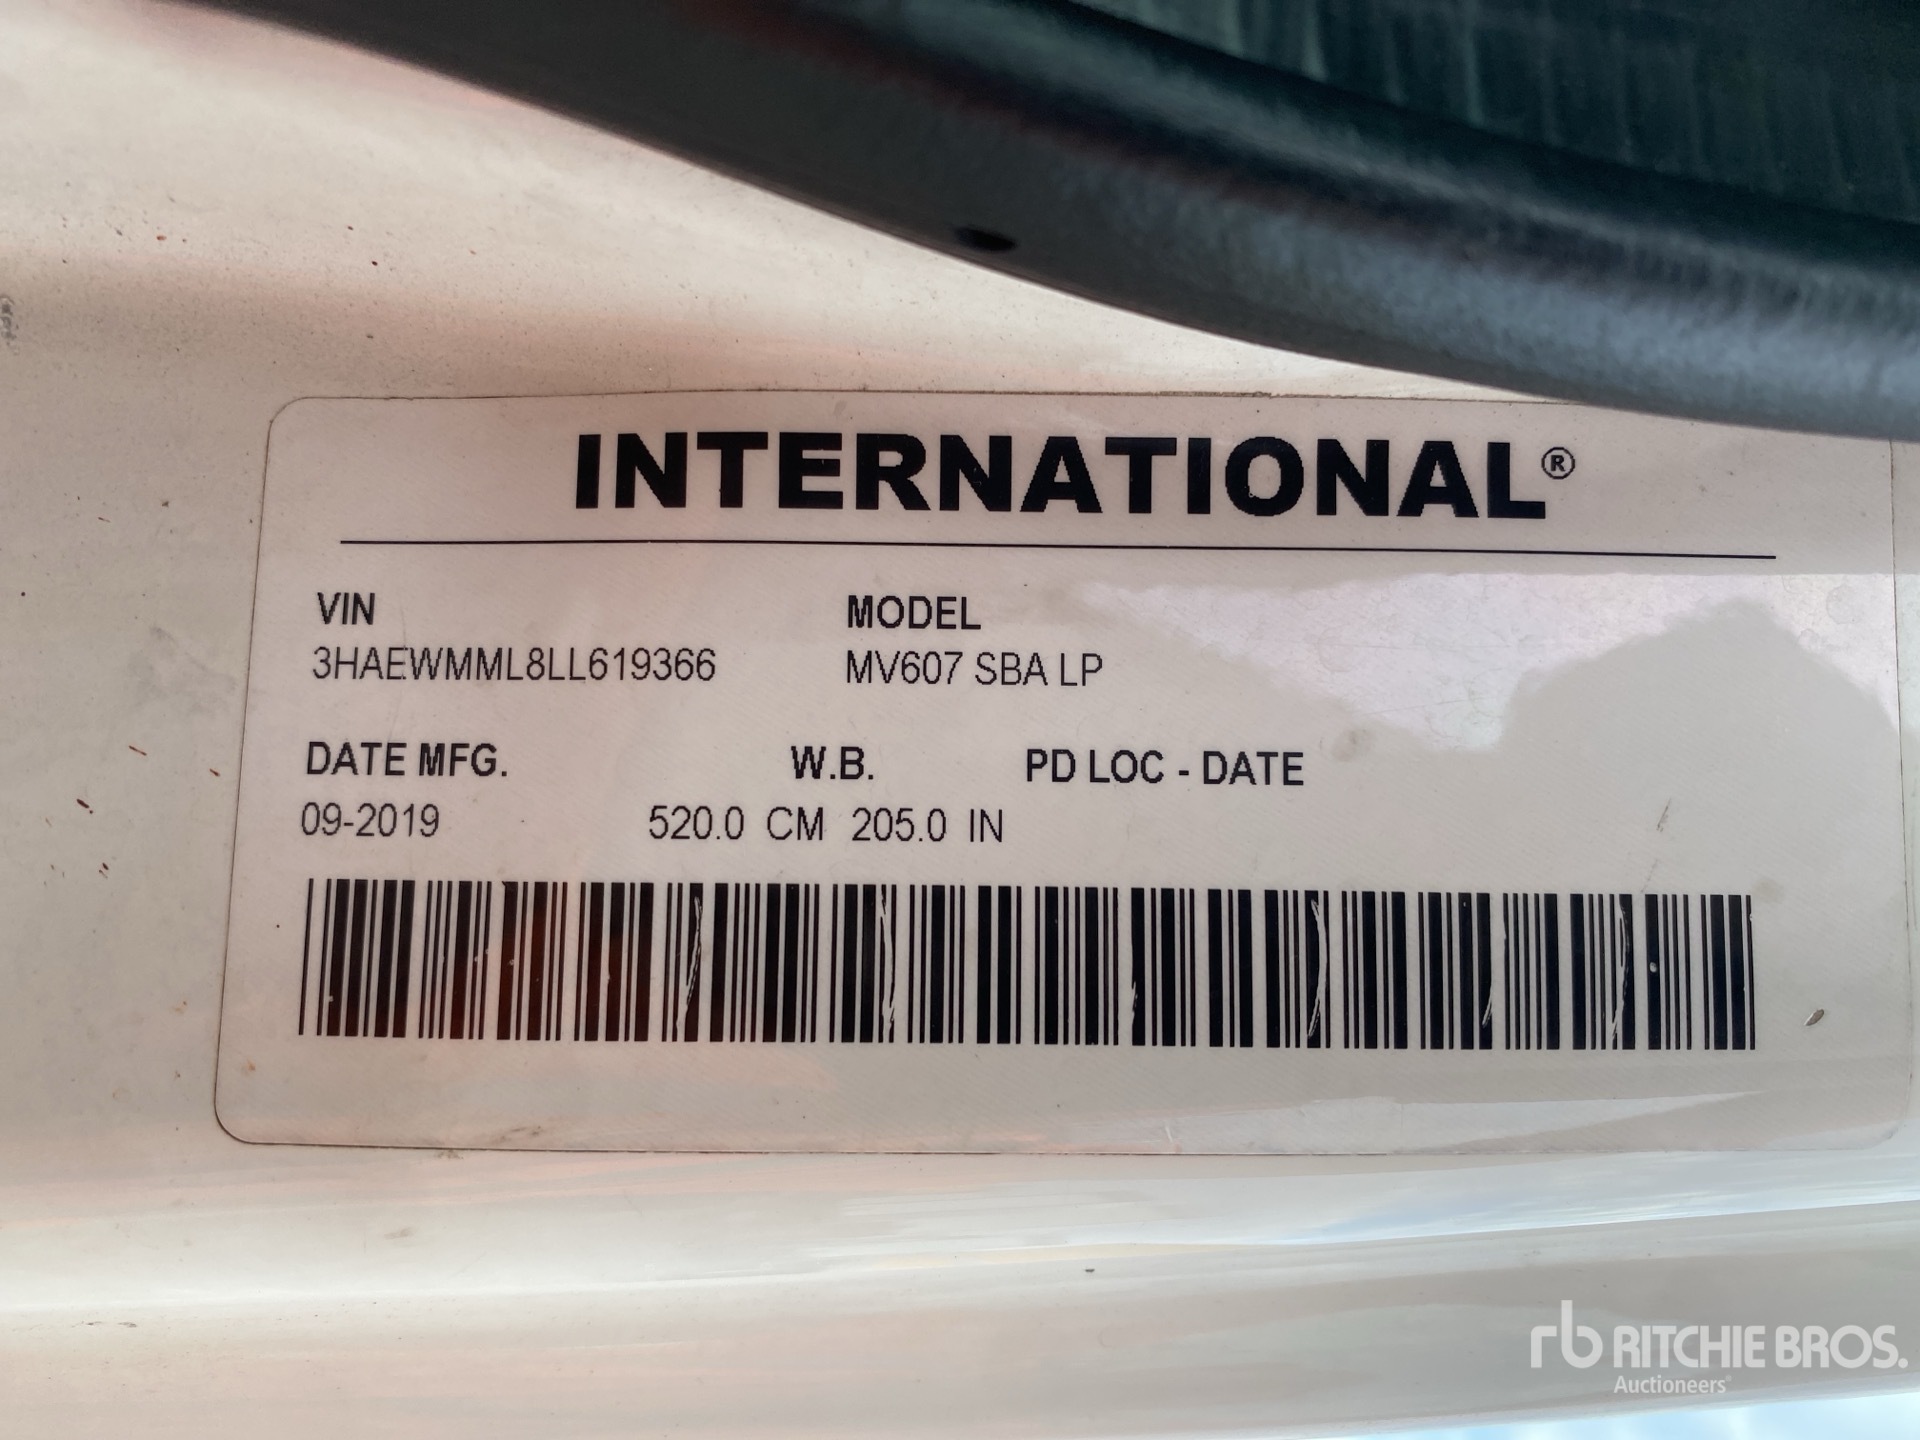 INTERNATIONAL®
VIN MODEL
3HAEWMML8LL619366 MV607 SBA LP
DATE MFG. W.B. PD LOC - DATE
09-2019 520.0 CM 205.0 IN
rb RITCHIE BROS.
Auctioneers®